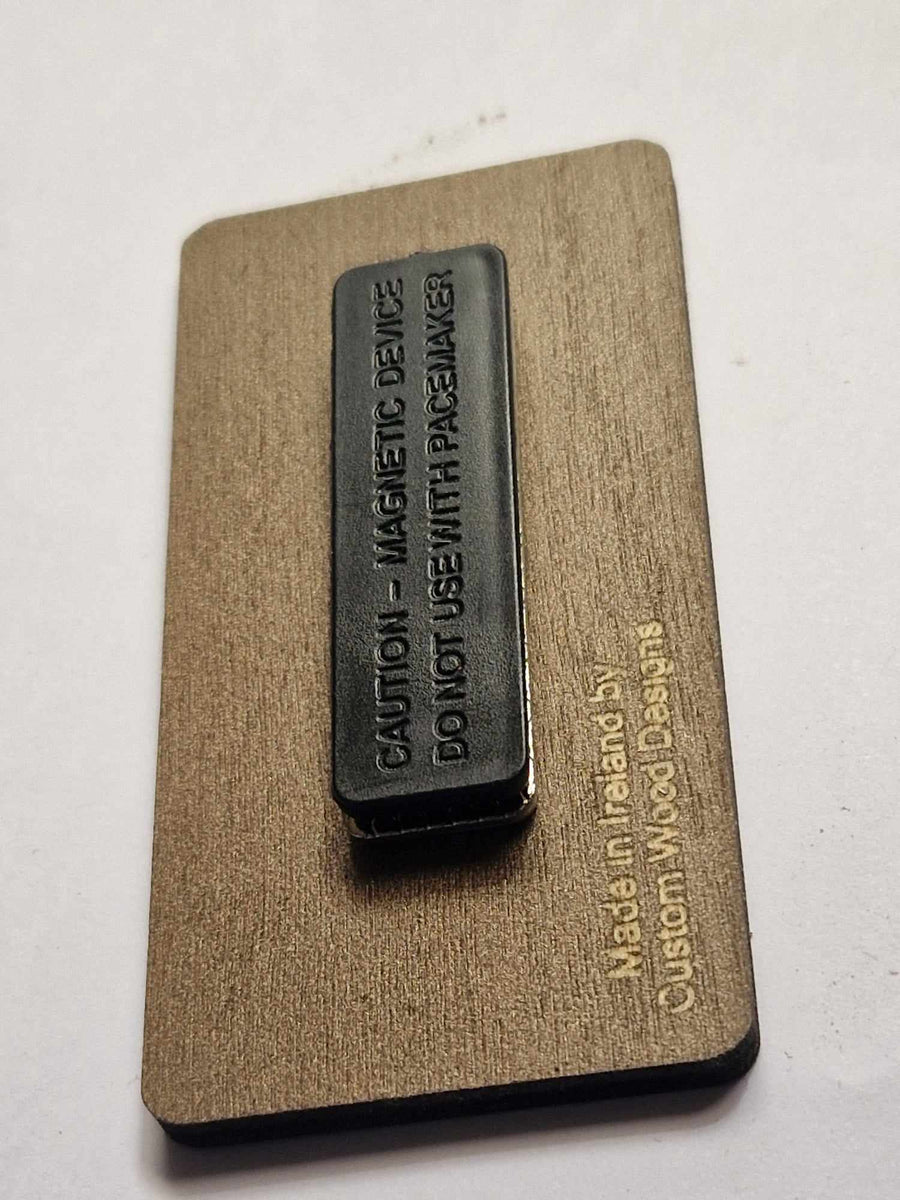 CAUTION - MAGNETIC DEVICE
DO NOT USE WITH PACEMAKER
Made in Ireland by
Custom Wood Designs